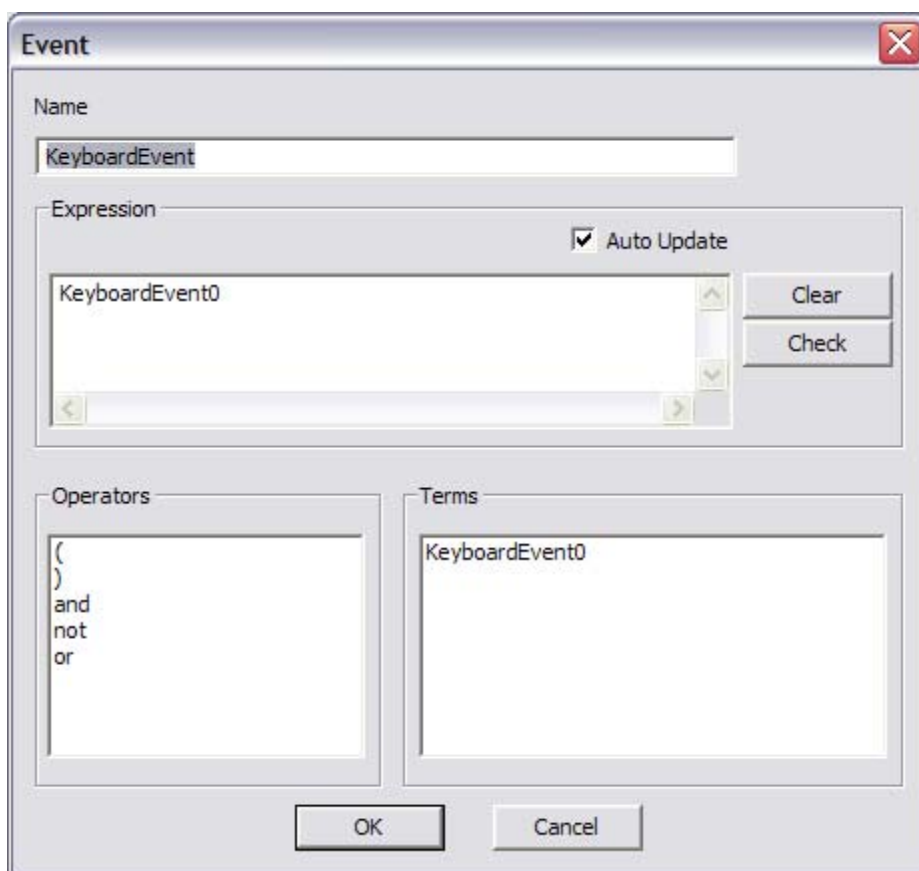 Event
Name
KeyboardEvent
Expression
Auto Update
KeyboardEvent0
Clear
Check
Operators
(
)
and
not
or
Terms
KeyboardEvent0
OK
Cancel